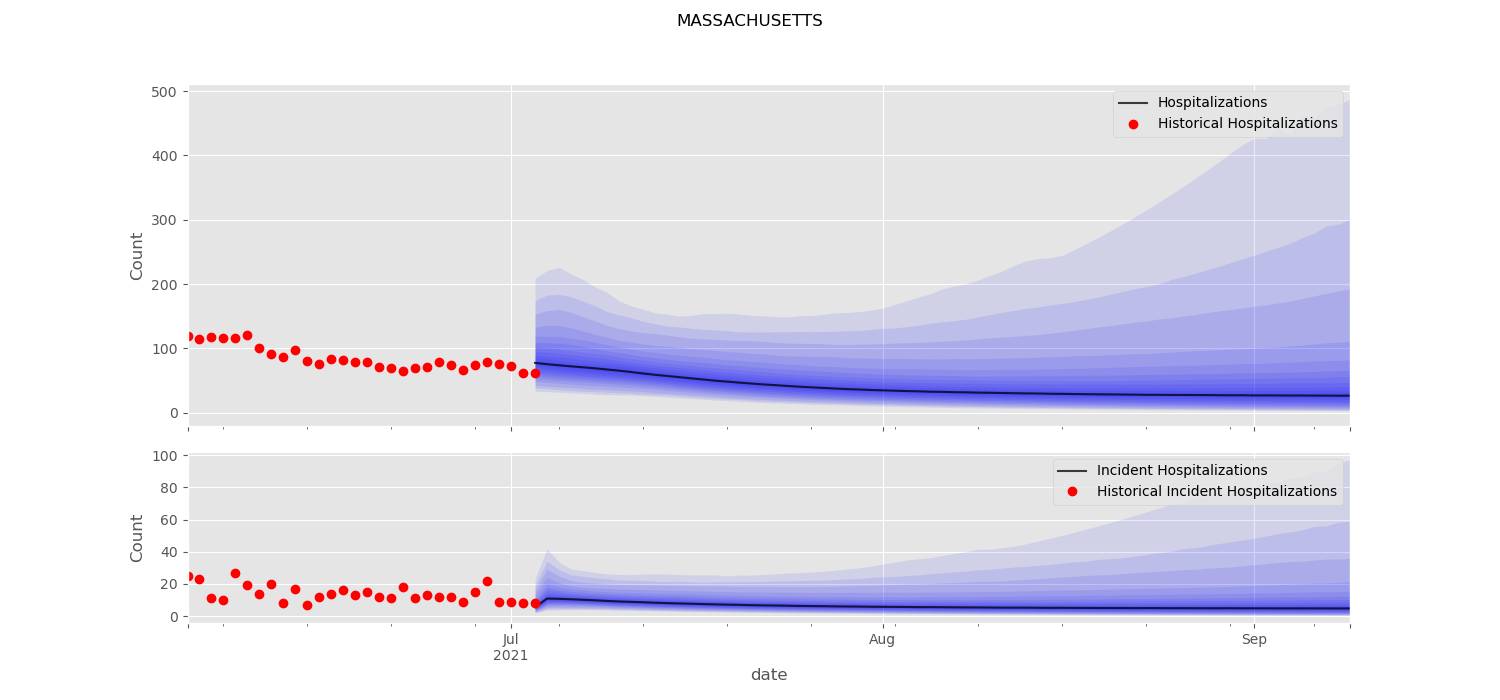 MASSACHUSETTS
500
400
300
200
100
0
Count
Hospitalizations
Historical Hospitalizations
100
80
60
40
20
0
Count
Incident Hospitalizations
Historical Incident Hospitalizations
Jul
2021
Aug
Sep
date